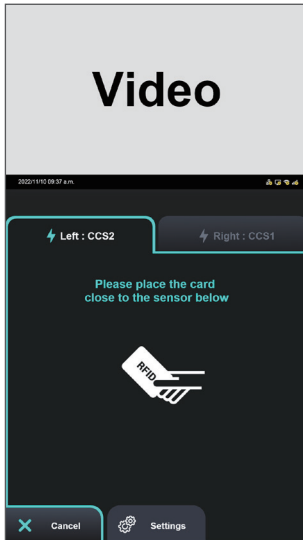 Video
2022/11/10 09:37 a.m.
Left : CCS2
Right : CCS1
Please place the card
close to the sensor below
RFID
Cancel
Settings